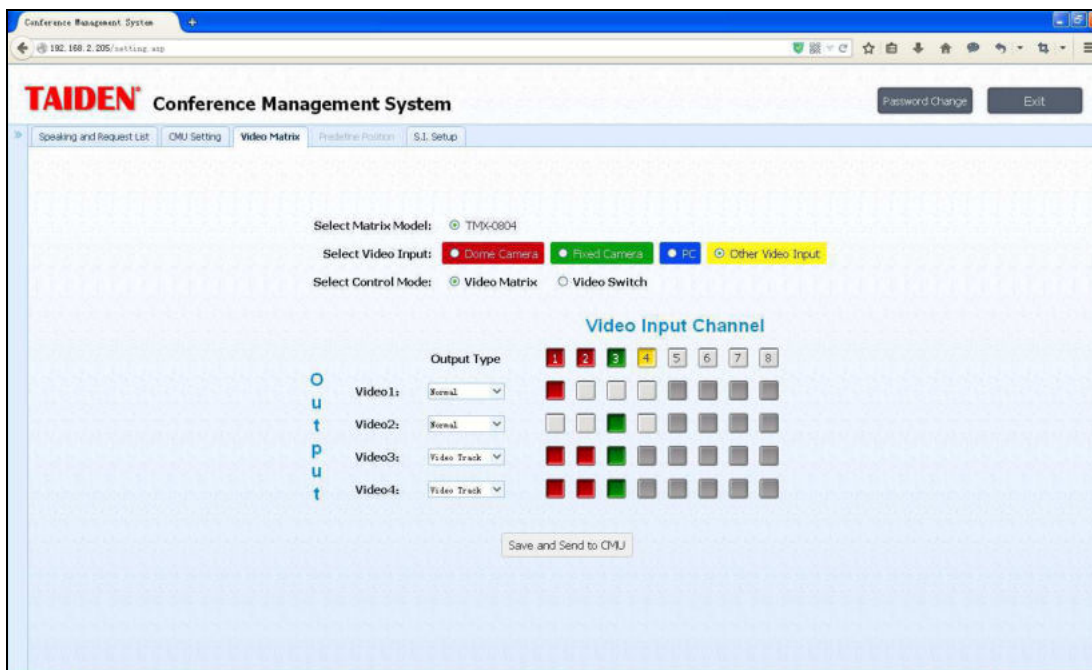 Conference Management System
192.168.2.205/setting.asp
TAIDEN® Conference Management System
Password Change
Exit
Speaking and Request List
CMU Setting
Video Matrix
Predefine Position
S.I. Setup
Select Matrix Model: TMX-0804
Select Video Input: Dome Camera Fixed Camera PC Other Video Input
Select Control Mode: Video Matrix Video Switch
Video Input Channel
Output Type 1 2 3 4 5 6 7 8
Output
Video1: Normal
Video2: Normal
Video3: Video Track
Video4: Video Track
Save and Send to CMU